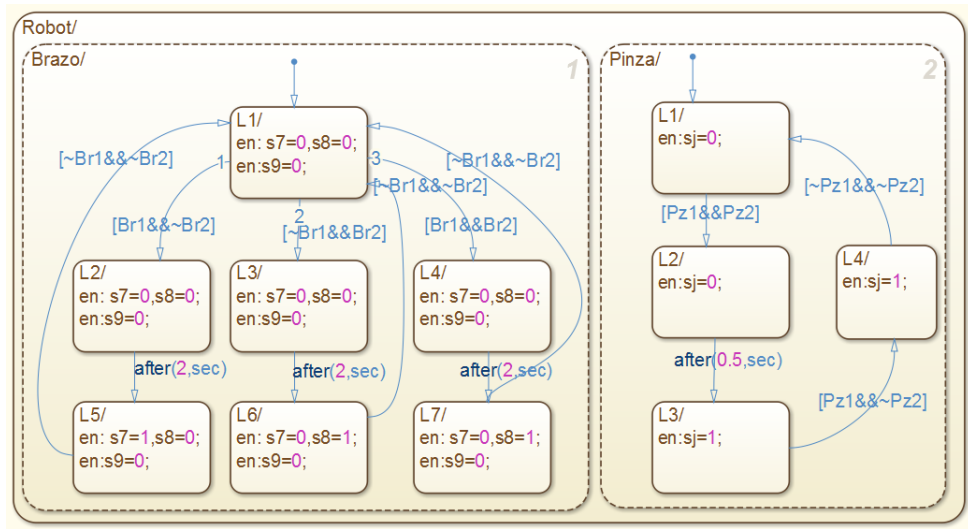 Robot/
Brazo/
1
L1/
en: s7=0,s8=0;
en:s9=0;
[~Br1&&~Br2]
1
3
[~Br1&&~Br2]
[~Br1&&~Br2]
2
[Br1&&~Br2]
[~Br1&&Br2]
[Br1&&Br2]
L2/
en: s7=0,s8=0;
en:s9=0;
L3/
en: s7=0,s8=0;
en:s9=0;
L4/
en: s7=0,s8=0;
en:s9=0;
after(2,sec)
after(2,sec)
after(2,sec)
L5/
en: s7=1,s8=0;
en:s9=0;
L6/
en: s7=0,s8=1;
en:s9=0;
L7/
en: s7=0,s8=1;
en:s9=0;
Pinza/
2
L1/
en:sj=0;
[~Pz1&&~Pz2]
[Pz1&&Pz2]
L2/
en:sj=0;
L4/
en:sj=1;
after(0.5,sec)
[Pz1&&~Pz2]
L3/
en:sj=1;